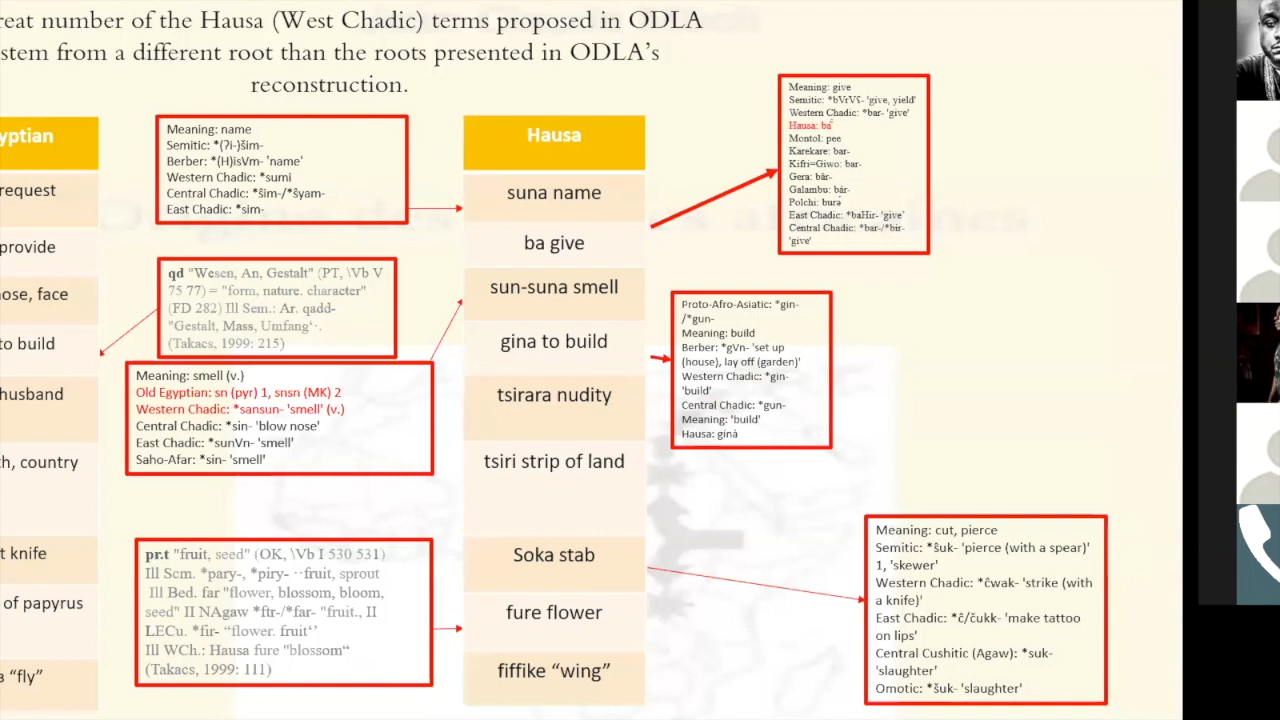 reat number of the Hausa (West Chadic) terms proposed in ODLA
stem from a different root than the roots presented in ODLA’s
reconstruction.
yptian
request
provide
ose, face
to build
husband
th, country
t knife
of papyrus
“fly”
Meaning: name
Semitic: *(ʔi-)šim-
Berber: *(H)isVm- 'name'
Western Chadic: *sumi
Central Chadic: *ŝim-/*ŝyam-
East Chadic: *sim-
qd "Wesen, An, Gestalt" (PT, \Vb V
75 77) = "form, nature. character"
(FD 282) Ill Sem.: Ar. qadd-
"Gestalt, Mass, Umfang‘·.
(Takacs, 1999: 215)
Meaning: smell (v.)
Old Egyptian: sn (pyr) 1, snsn (MK) 2
Western Chadic: *sansun- 'smell' (v.)
Central Chadic: *sin- 'blow nose'
East Chadic: *sunVn- 'smell'
Saho-Afar: *sin- 'smell'
pr.t "fruit, seed" (OK, \Vb I 530 531)
Ill Scm. *pary-, *piry- ··fruit, sprout
Ill Bed. far "flower, blossom, bloom,
seed" II NAgaw *ftr-/*far- "fruit., II
LECu. *fir- “flower. fruit‘’
Ill WCh.: Hausa fure "blossom“
(Takacs, 1999: 111)
Hausa
suna name
ba give
sun-suna smell
gina to build
tsirara nudity
tsiri strip of land
Soka stab
fure flower
fiffike “wing”
Meaning: give
Semitic: *bVrVʕ- 'give, yield'
Western Chadic: *bar- 'give'
Hausa:
Montol: pee
Karekare: bar-
Kifri=Giwo: bar-
Gera: bār-
Galambu: bár-
Polchi:
East Chadic: *baHir- 'give'
Central Chadic: *bar-/*bir-
'give'
Proto-Afro-Asiatic: *gin-
/*gun-
Meaning: build
Berber: *gVn- 'set up
(house), lay off (garden)'
Western Chadic: *gin-
'build'
Central Chadic: *gun-
Meaning: 'build'
Hausa: gínà
Meaning: cut, pierce
Semitic: *ŝuk- 'pierce (with a spear)'
1, 'skewer'
Western Chadic: *ĉwak- 'strike (with
a knife)'
East Chadic: *ĉ/čukk- 'make tattoo
on lips'
Central Cushitic (Agaw): *suk-
'slaughter'
Omotic: *šuk- 'slaughter'